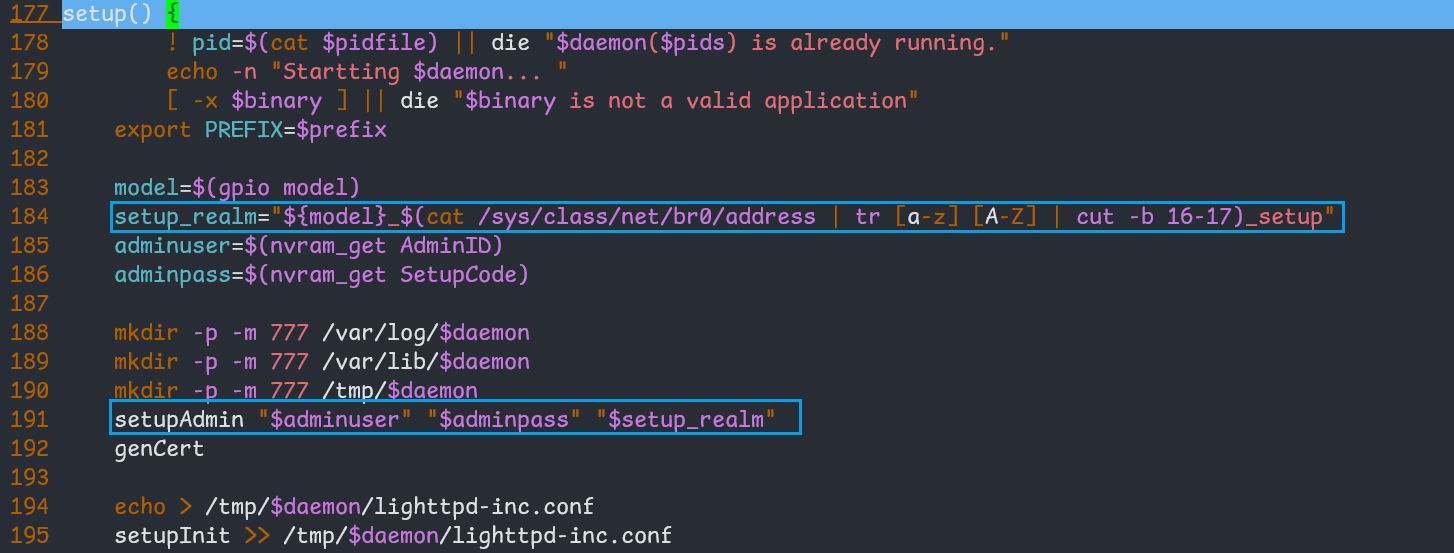 177 setup() {
178 ! pid=$(cat $pidfile) || die "$daemon($pids) is already running."
179 echo -n "Startting $daemon... "
180 [ -x $binary ] || die "$binary is not a valid application"
181 export PREFIX=$prefix
182
183 model=$(gpio model)
184 setup_realm="${model}_$(cat /sys/class/net/br0/address | tr [a-z] [A-Z] | cut -b 16-17)_setup"
185 adminuser=$(nvram_get AdminID)
186 adminpass=$(nvram_get SetupCode)
187
188 mkdir -p -m 777 /var/log/$daemon
189 mkdir -p -m 777 /var/lib/$daemon
190 mkdir -p -m 777 /tmp/$daemon
191 setupAdmin "$adminuser" "$adminpass" "$setup_realm"
192 genCert
193
194 echo > /tmp/$daemon/lighttpd-inc.conf
195 setupInit >> /tmp/$daemon/lighttpd-inc.conf